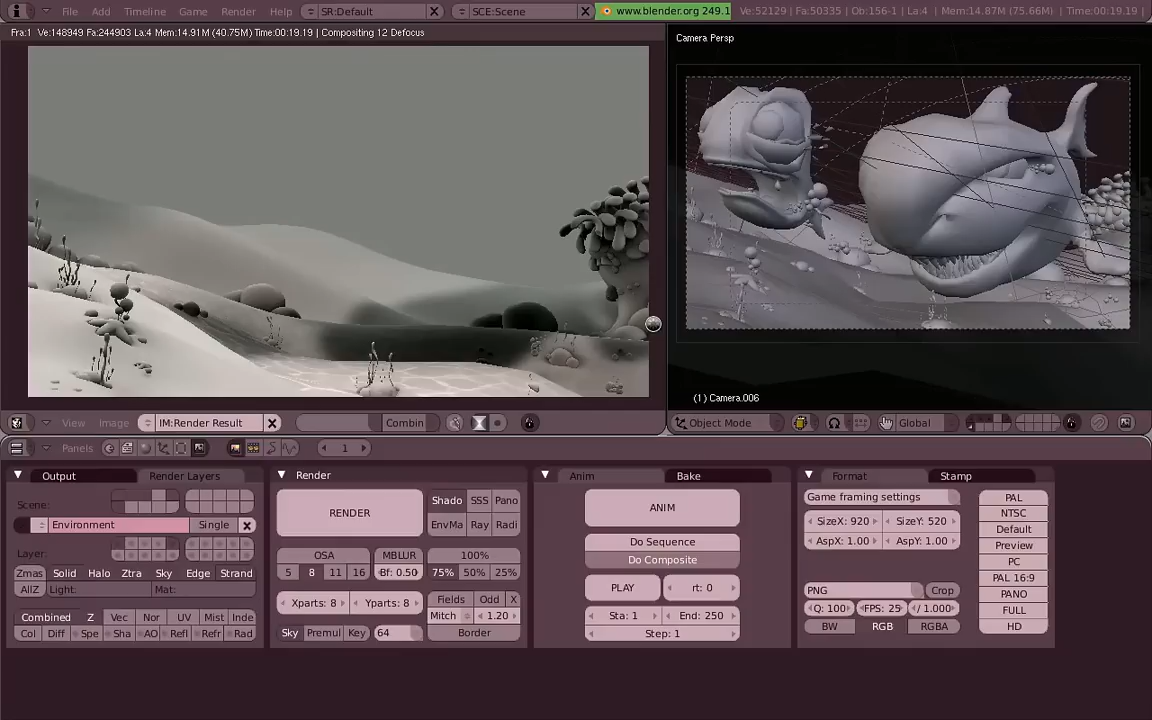 File Add Timeline Game Render Help SR:Default SCE:Scene www.blender.org 249.1 Ve:52129 | Fa:50335 | Ob:156-1 | La:4 | Mem:14.87M (75.66M) | Time:00:19.19 |
Fra:1 Ve:148949 Fa:244903 La:4 Mem:14.91M (40.75M) Time:00:19.19 | Compositing 12 Defocus
Camera Persp
(1) Camera.006
View Image IM:Render Result Combin
Object Mode Global
Panels 1
Output Render Layers
Scene:
Environment Single
Layer:
Zmas Solid Halo Ztra Sky Edge Strand
AllZ Light: Mat:
Combined Z Vec Nor UV Mist Inde
Col Diff Spe Sha AO Refl Refr Rad
Render
RENDER
Shado SSS Pano
EnvMa Ray Radi
OSA MBLUR 100%
5 8 11 16 Bf: 0.50 75% 50% 25%
Xparts: 8 Yparts: 8 Fields Odd X
Mitch 1.20
Sky Premul Key 64 Border
Anim Bake
ANIM
Do Sequence
Do Composite
PLAY rt: 0
Sta: 1 End: 250
Step: 1
Format Stamp
Game framing settings
SizeX: 920 SizeY: 520
AspX: 1.00 AspY: 1.00
PNG Crop
Q: 100 FPS: 25 / 1.000
BW RGB RGBA
PAL
NTSC
Default
Preview
PC
PAL 16:9
PANO
FULL
HD